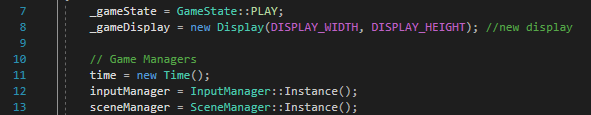 7 _gameState = GameState::PLAY;
8 _gameDisplay = new Display(DISPLAY_WIDTH, DISPLAY_HEIGHT); //new display
9
10 // Game Managers
11 time = new Time();
12 inputManager = InputManager::Instance();
13 sceneManager = SceneManager::Instance();